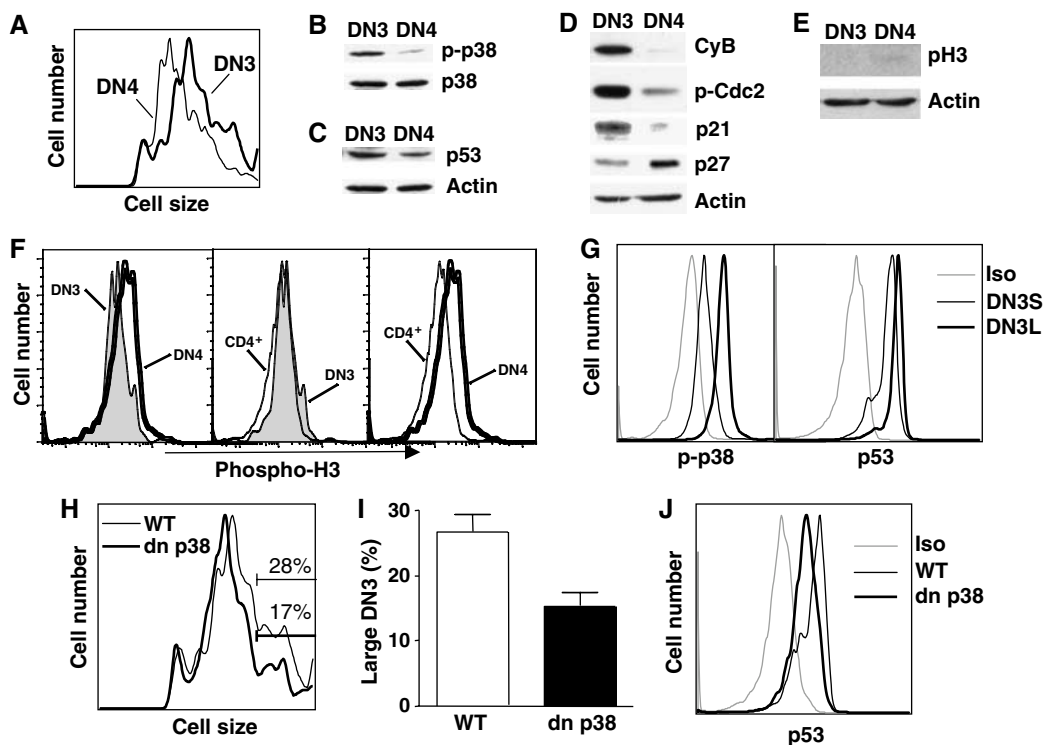 A
Cell number
DN4
DN3
Cell size
B
DN3 DN4
p-p38
p38
C
DN3 DN4
p53
Actin
D
DN3 DN4
CyB
p-Cdc2
p21
p27
Actin
E
DN3 DN4
pH3
Actin
F
Cell number
DN3
DN4
CD4+
DN3
CD4+
DN4
Phospho-H3
G
Cell number
Iso
DN3S
DN3L
p-p38
p53
H
Cell number
WT
dn p38
28%
17%
Cell size
I
Large DN3 (%)
30
20
10
0
WT
dn p38
J
Cell number
Iso
WT
dn p38
p53